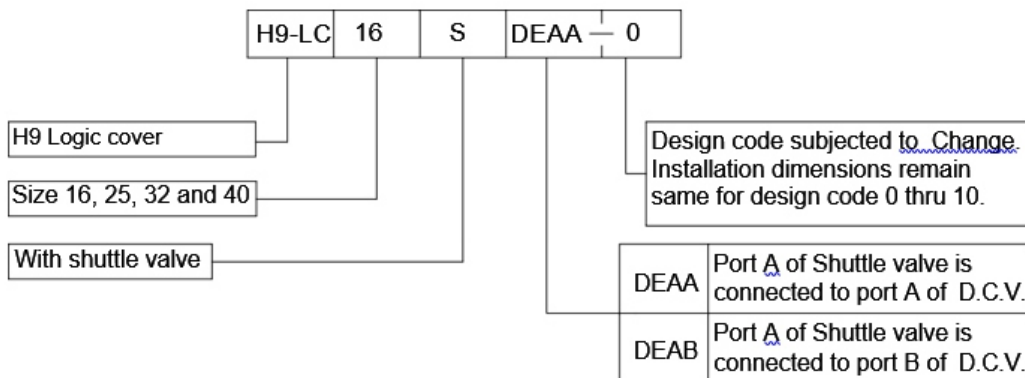 H9-LC 16 S DEAA — 0
H9 Logic cover
Size 16, 25, 32 and 40
With shuttle valve
Design code subjected to Change.
Installation dimensions remain
same for design code 0 thru 10.
DEAA
Port A of Shuttle valve is
connected to port A of D.C.V.
DEAB
Port A of Shuttle valve is
connected to port B of D.C.V.